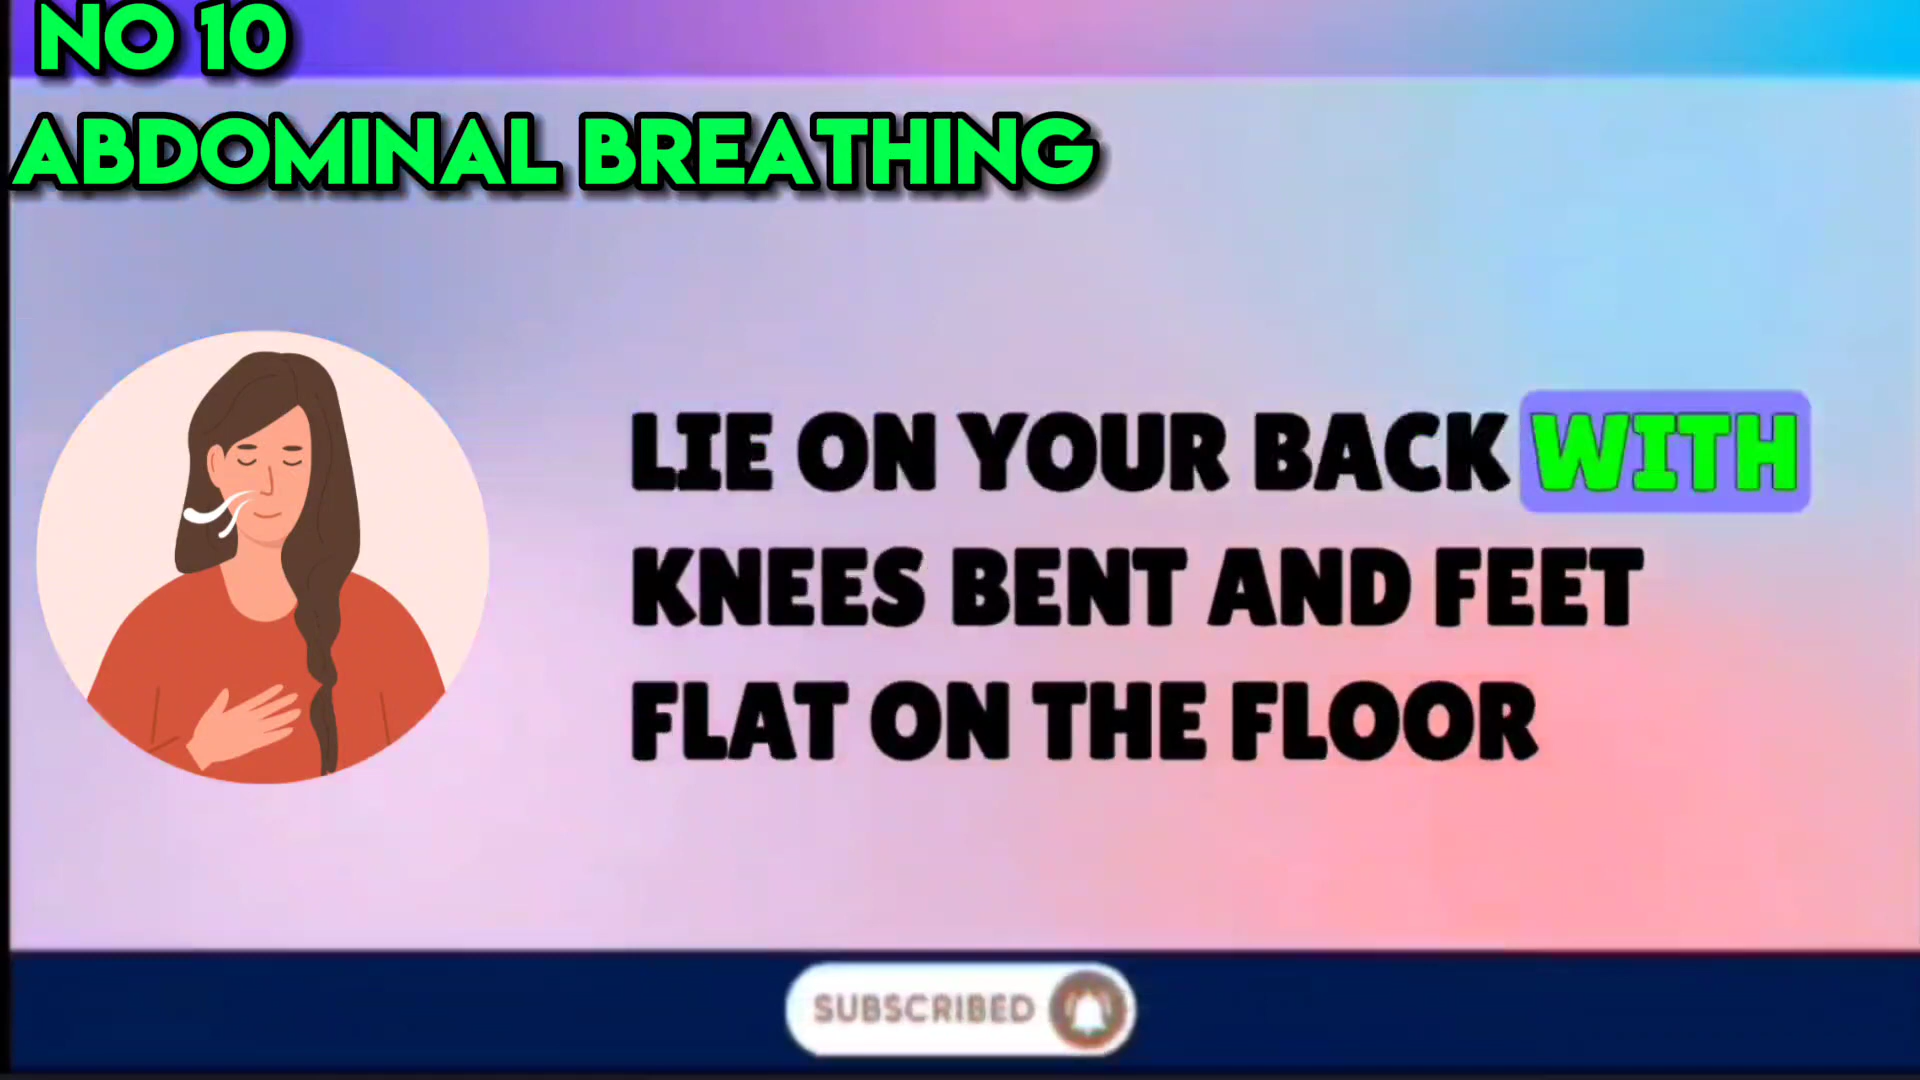 NO 10
ABDOMINAL BREATHING
LIE ON YOUR BACK WITH
KNEES BENT AND FEET
FLAT ON THE FLOOR
SUBSCRIBED